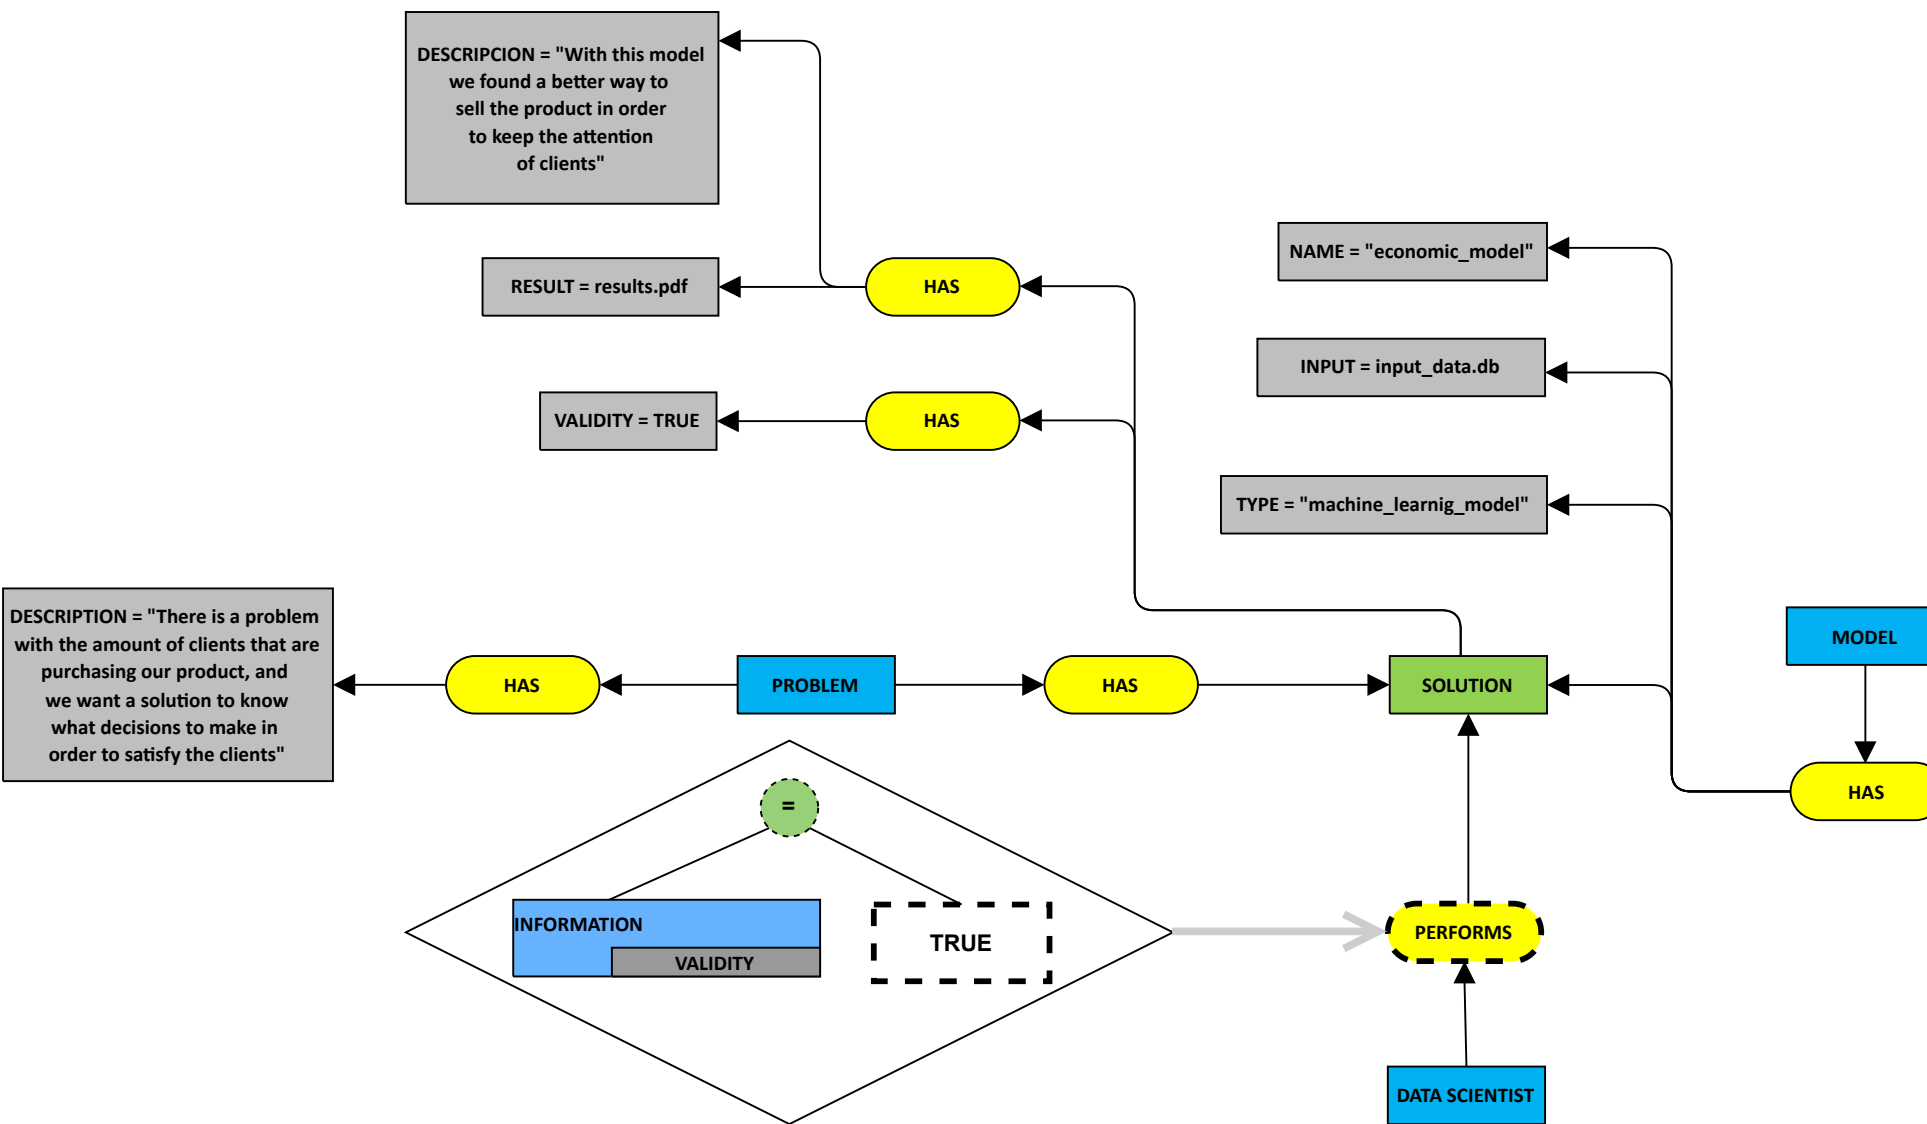 DESCRIPCION = "With this model
we found a better way to
sell the product in order
to keep the attention
of clients"
NAME = "economic_model"
RESULT = results.pdf
HAS
INPUT = input_data.db
VALIDITY = TRUE
HAS
TYPE = "machine_learnig_model"
DESCRIPTION = "There is a problem
with the amount of clients that are
purchasing our product, and
we want a solution to know
what decisions to make in
order to satisfy the clients"
HAS
PROBLEM
HAS
SOLUTION
MODEL
HAS
=
INFORMATION
VALIDITY
TRUE
PERFORMS
DATA SCIENTIST